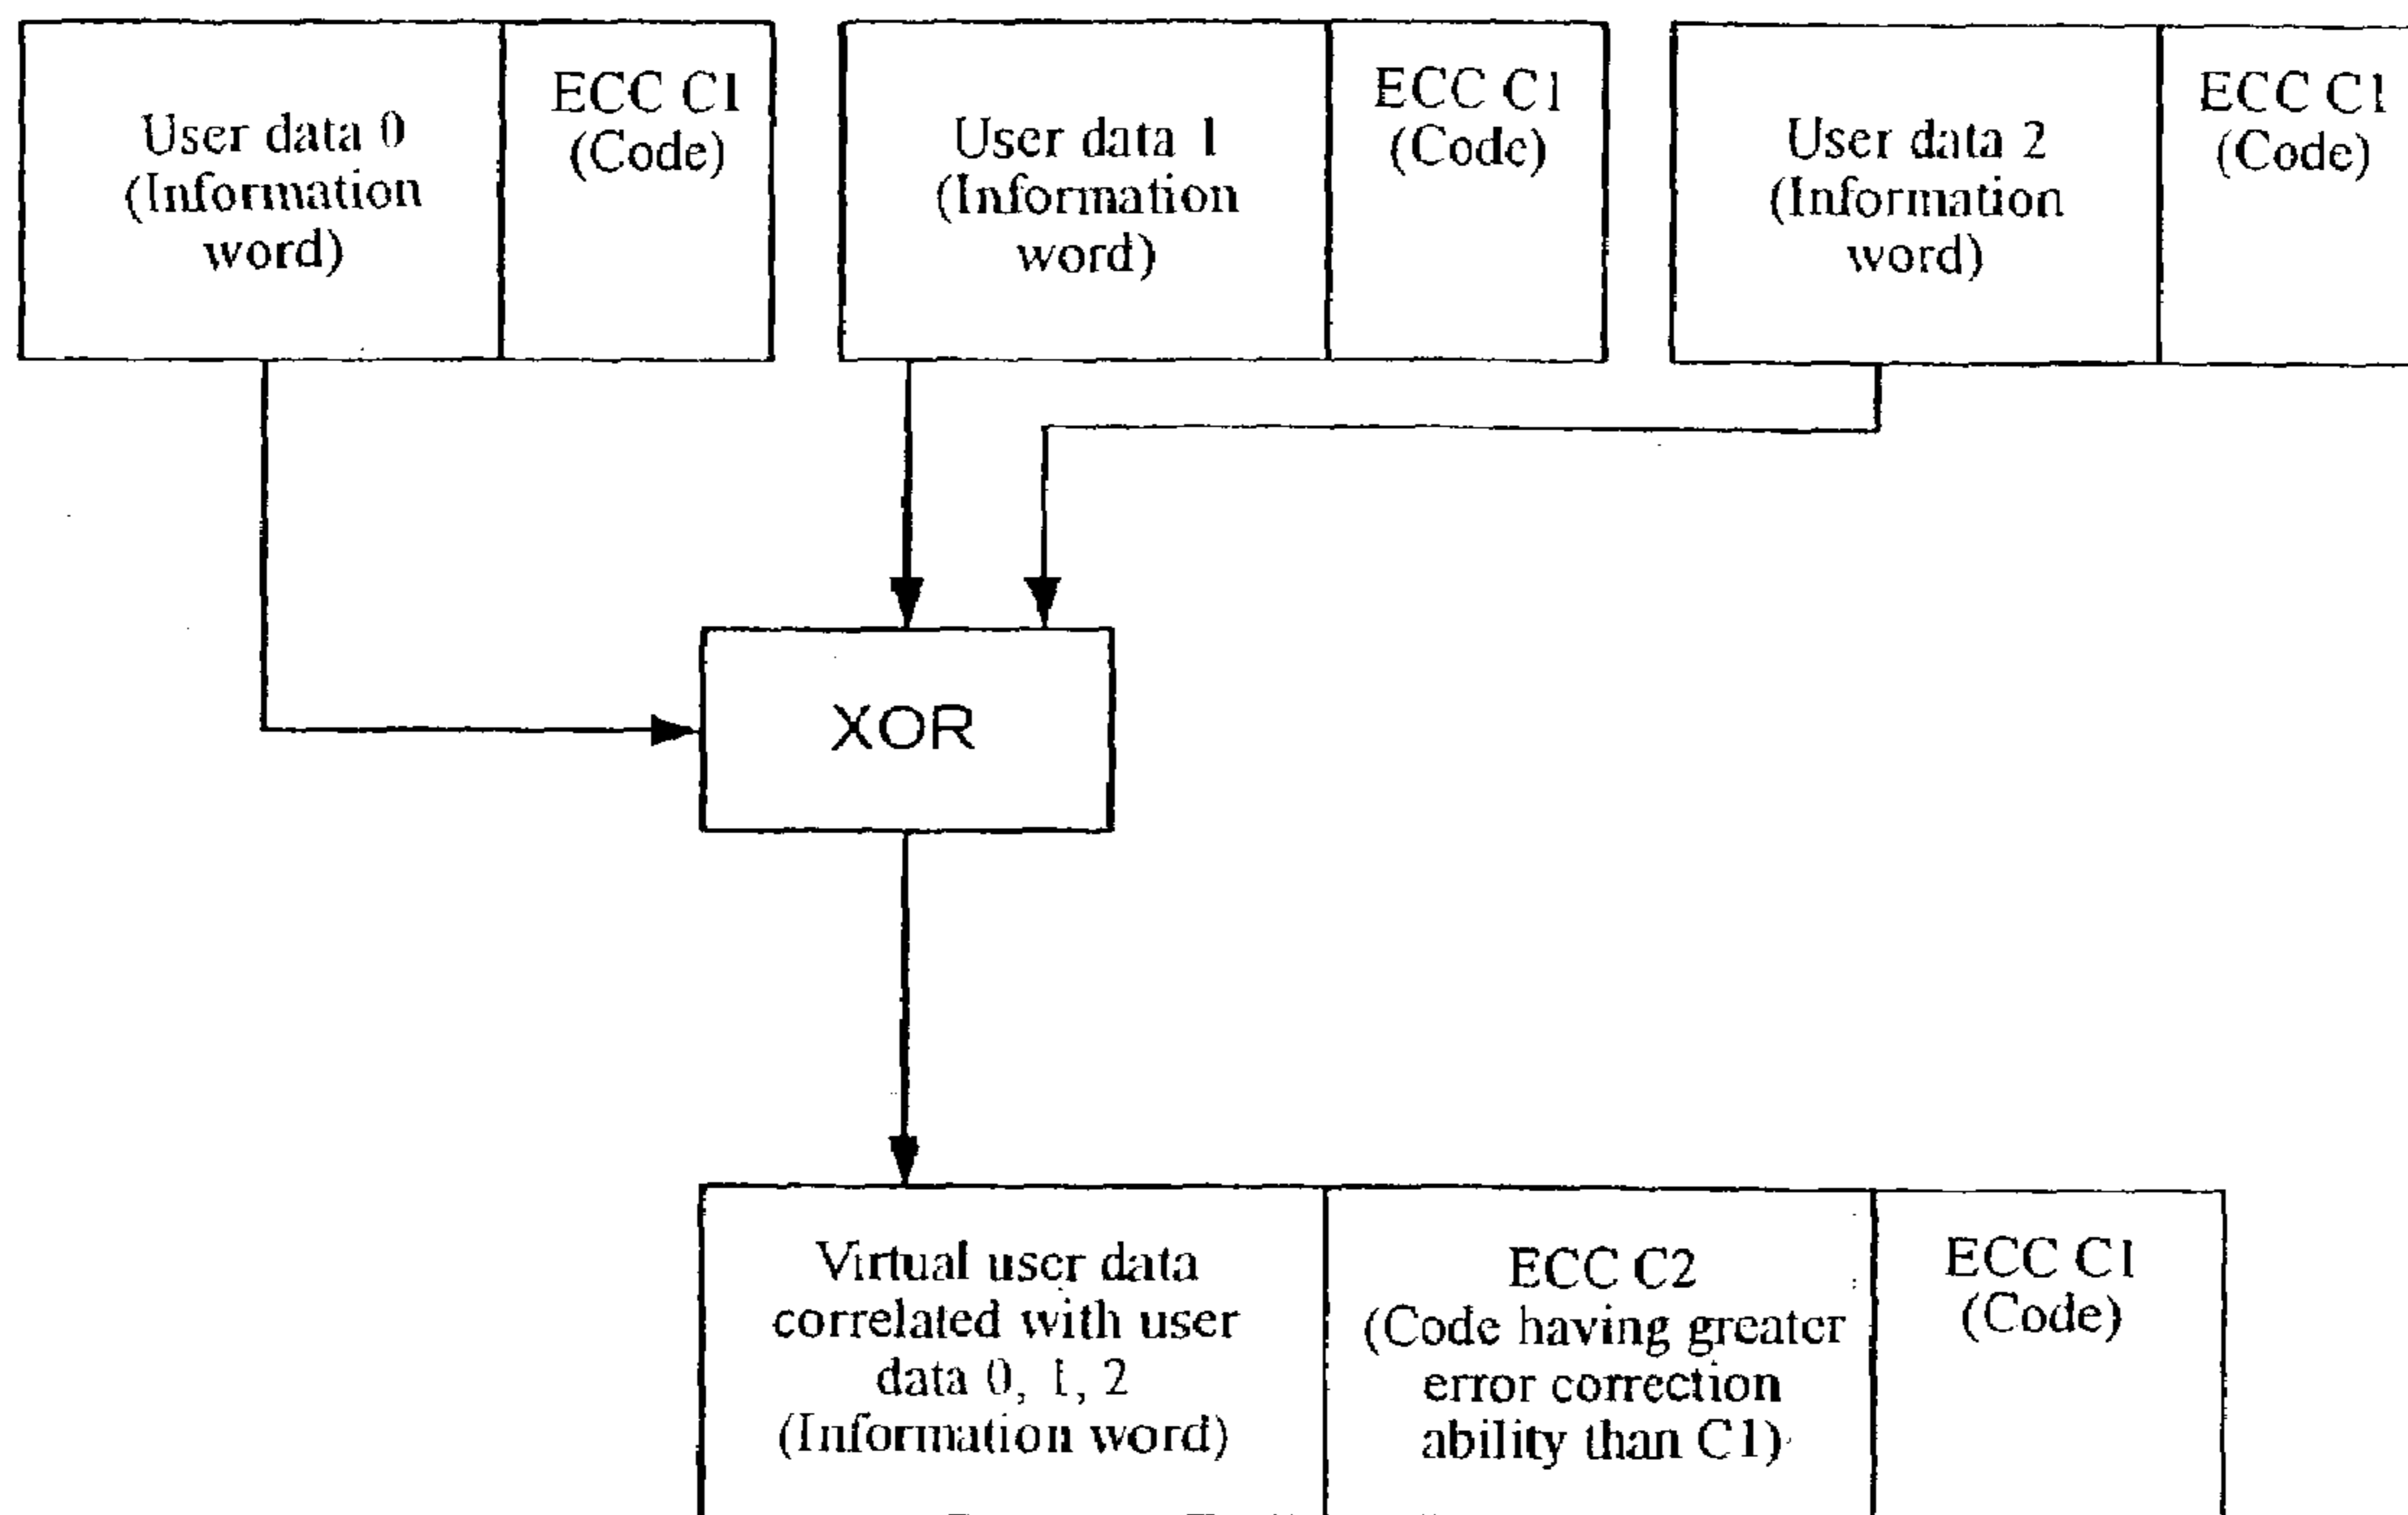 User data 0
(Information
word)
ECC C1
(Code)
User data 1
(Information
word)
ECC C1
(Code)
User data 2
(Information
word)
ECC C1
(Code)
XOR
Virtual user data
correlated with user
data 0, 1, 2
(Information word)
ECC C2
(Code having greater
error correction
ability than C1)
ECC C1
(Code)